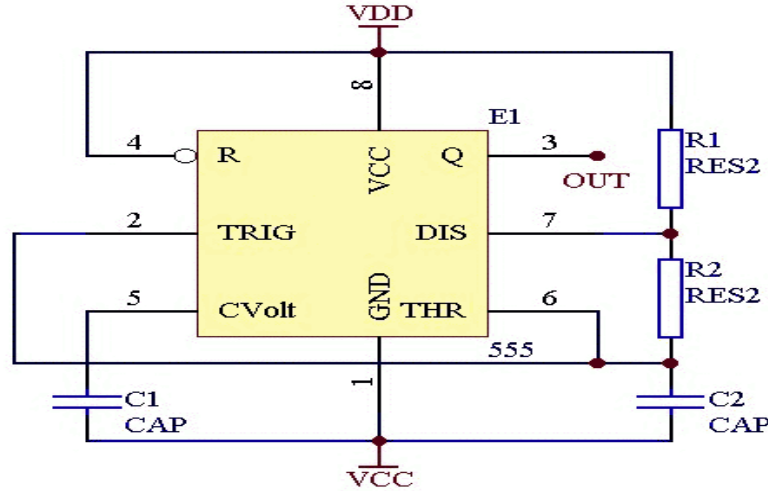 VDD
8
E1
4
R
VCC
Q
3
OUT
R1
RES2
2
TRIG
DIS
7
R2
RES2
5
CVolt
GND
THR
6
555
1
C1
CAP
C2
CAP
VCC